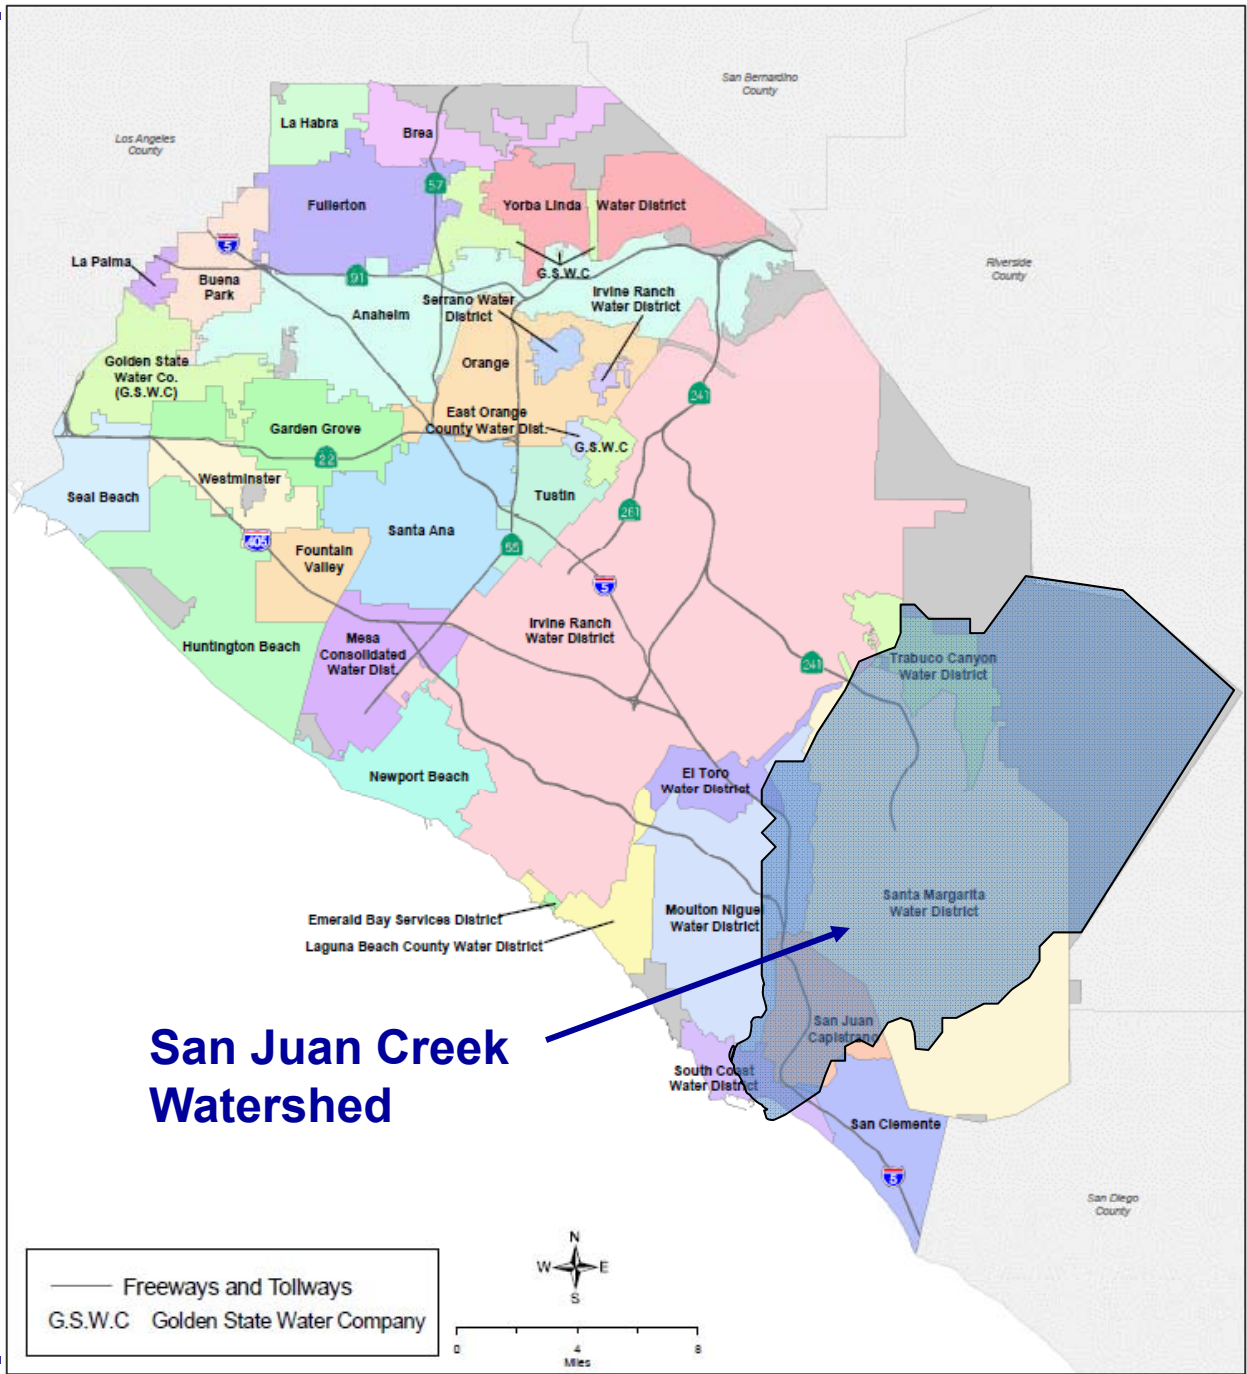 San Bernardino
County
Los Angeles
County
La Habra
Brea
57
Fullerton
Yorba Linda
Water District
5
La Palma
Riverside
County
G.S.W.C
91
Buena
Park
Irvine Ranch
Water District
Serrano Water
District
Anaheim
Golden State
Water Co.
(G.S.W.C)
Orange
241
East Orange
County Water Dist.
Garden Grove
G.S.W.C
22
Westminster
Seal Beach
Tustin
261
Santa Ana
405
55
Fountain
Valley
5
Irvine Ranch
Water District
Huntington Beach
Mesa
Consolidated
Water Dist.
241
Trabuco Canyon
Water District
Newport Beach
El Toro
Water District
Santa Margarita
Water District
Moulton Niguel
Water District
Emerald Bay Services District
Laguna Beach County Water District
San Juan Creek
Watershed
San Juan
Capistrano
South Coast
Water District
San Clemente
5
San Diego
County
N
W
E
S
Freeways and Tollways
G.S.W.C Golden State Water Company
0
4
8
Miles